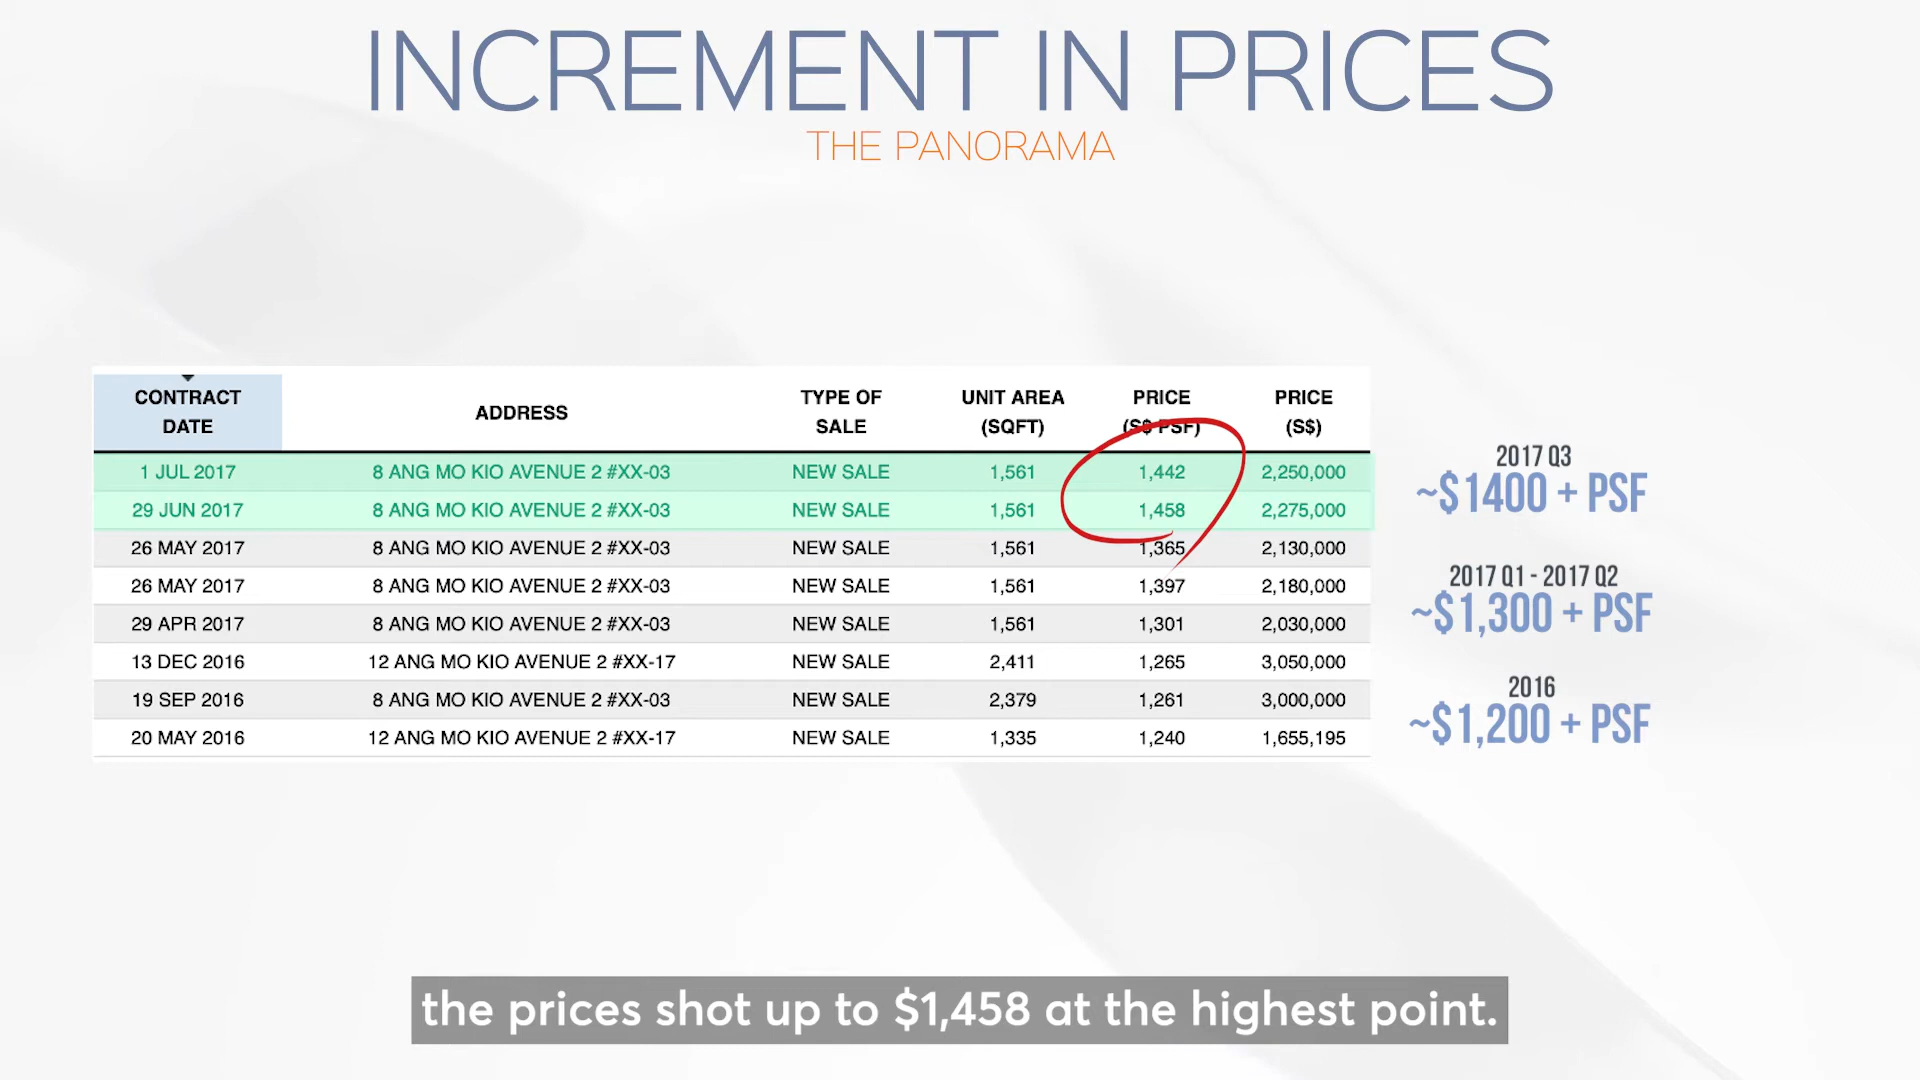 INCREMENT IN PRICES
THE PANORAMA
CONTRACT DATE ADDRESS TYPE OF SALE UNIT AREA (SQFT) PRICE (S$ PSF) PRICE (S$)
1 JUL 2017 8 ANG MO KIO AVENUE 2 #XX-03 NEW SALE 1,561 1,442 2,250,000
29 JUN 2017 8 ANG MO KIO AVENUE 2 #XX-03 NEW SALE 1,561 1,458 2,275,000
26 MAY 2017 8 ANG MO KIO AVENUE 2 #XX-03 NEW SALE 1,561 1,365 2,130,000
26 MAY 2017 8 ANG MO KIO AVENUE 2 #XX-03 NEW SALE 1,561 1,397 2,180,000
29 APR 2017 8 ANG MO KIO AVENUE 2 #XX-03 NEW SALE 1,561 1,301 2,030,000
13 DEC 2016 12 ANG MO KIO AVENUE 2 #XX-17 NEW SALE 2,411 1,265 3,050,000
19 SEP 2016 8 ANG MO KIO AVENUE 2 #XX-03 NEW SALE 2,379 1,261 3,000,000
20 MAY 2016 12 ANG MO KIO AVENUE 2 #XX-17 NEW SALE 1,335 1,240 1,655,195
2017 Q3
~$1400 + PSF
2017 Q1 - 2017 Q2
~$1,300 + PSF
2016
~$1,200 + PSF
the prices shot up to $1,458 at the highest point.